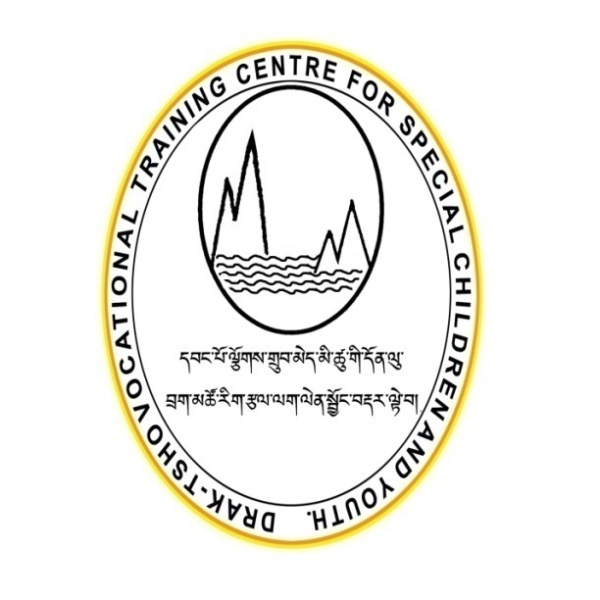 DRAK-TSHO VOCATIONAL TRAINING CENTRE FOR SPECIAL CHILDREN AND YOUTH.
དབང་པོ་ལྷོགས་གྲུབ་མེད་མི་ཚུ་གི་དོན་ལུ་
བྲག་མཚོ་རིག་རྩལ་ལག་ལེན་སྦྱོང་བརྡར་ལྟེ་བ།